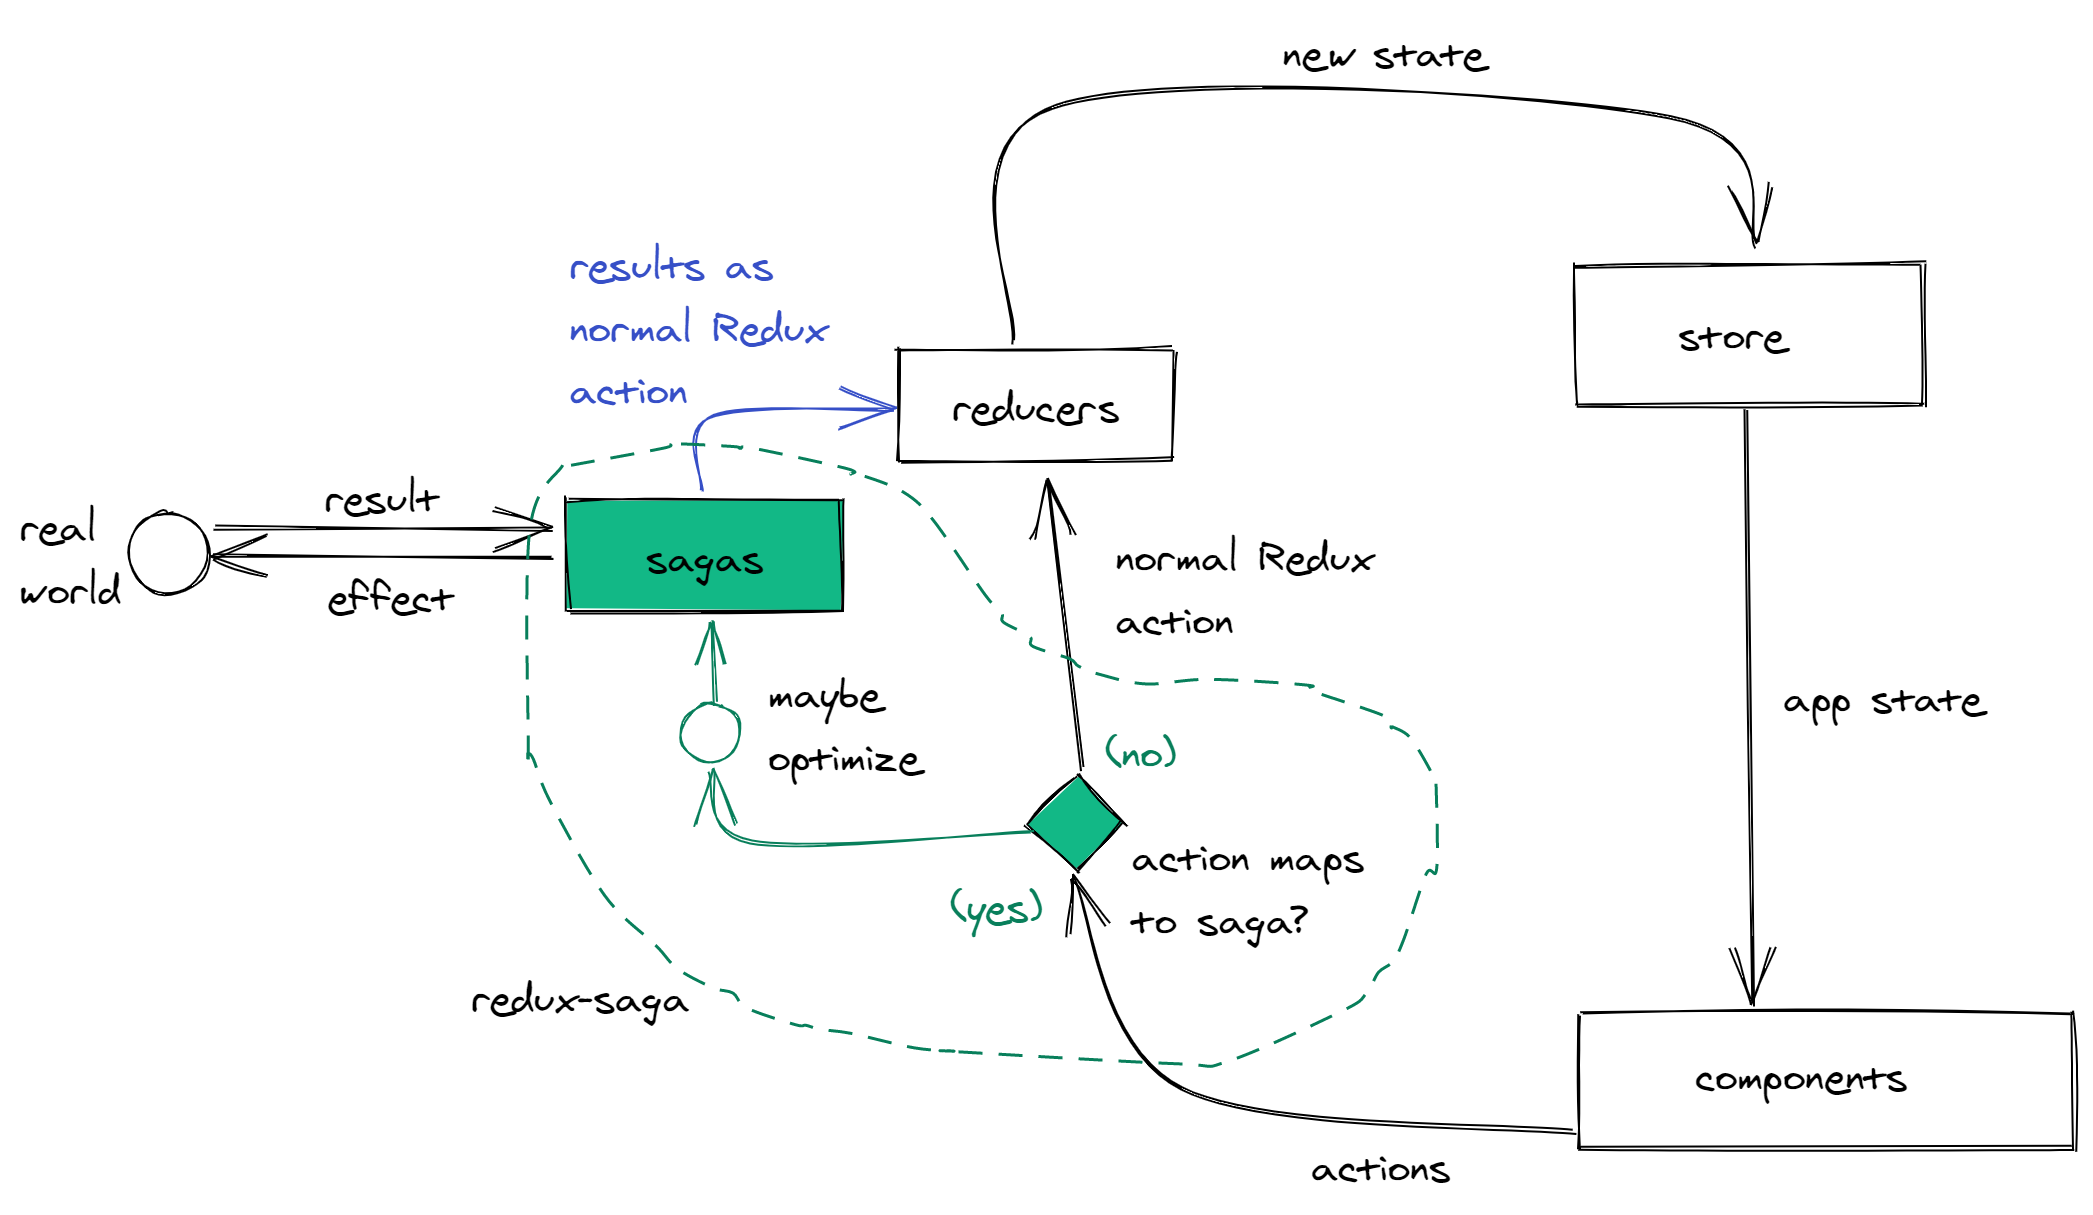 new state
results as
normal Redux
action
store
reducers
result
real
world
effect
sagas
normal Redux
action
maybe
optimize
(no)
app state
action maps
to saga?
(yes)
redux-saga
components
actions